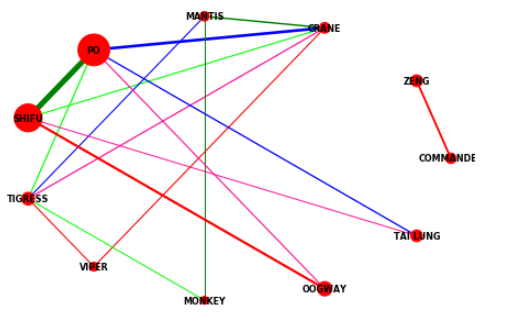 MANTIS
CRANE
PO
ZENG
SHIFU
COMMANDE
TIGRESS
TAI LUNG
VIPER
OOGWAY
MONKEY